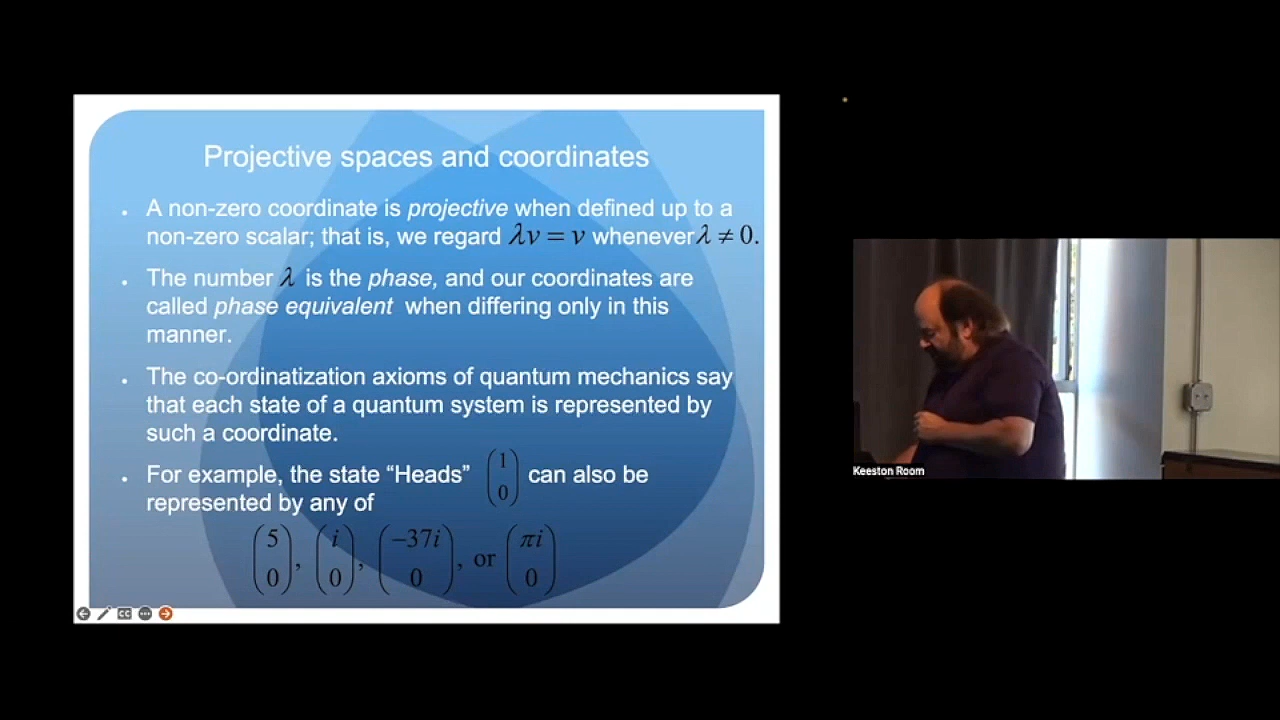 Projective spaces and coordinates
• A non-zero coordinate is projective when defined up to a
non-zero scalar; that is, we regard λv = v whenever λ ≠ 0.
• The number λ is the phase, and our coordinates are
called phase equivalent when differing only in this
manner.
• The co-ordinatization axioms of quantum mechanics say
that each state of a quantum system is represented by
such a coordinate.
• For example, the state “Heads” (1 0) can also be
represented by any of
(5 0), (i 0), (−37i 0), or (πi 0)
CC
Keeston Room